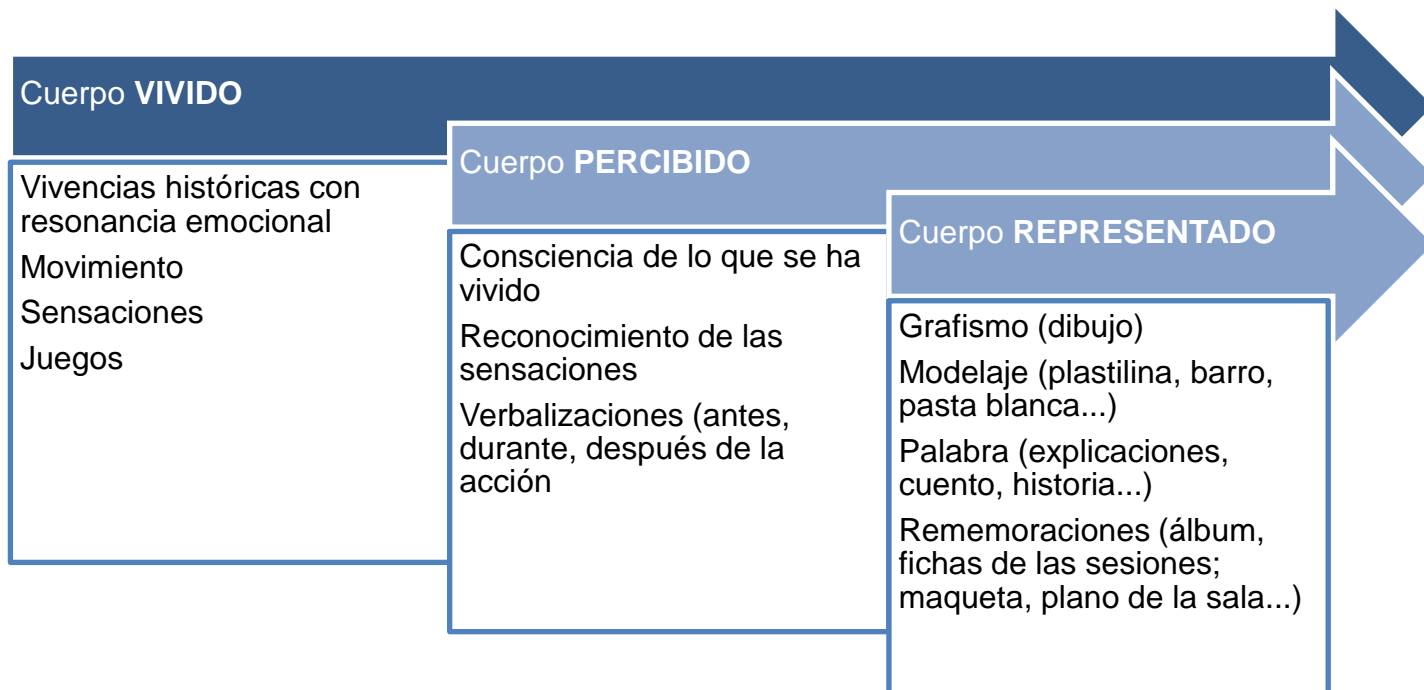 Cuerpo VIVIDO
Vivencias históricas con
resonancia emocional
Movimiento
Sensaciones
Juegos
Cuerpo PERCIBIDO
Consciencia de lo que se ha
vivido
Reconocimiento de las
sensaciones
Verbalizaciones (antes,
durante, después de la
acción
Cuerpo REPRESENTADO
Grafismo (dibujo)
Modelaje (plastilina, barro,
pasta blanca...)
Palabra (explicaciones,
cuento, historia...)
Rememoraciones (álbum,
fichas de las sesiones;
maqueta, plano de la sala...)